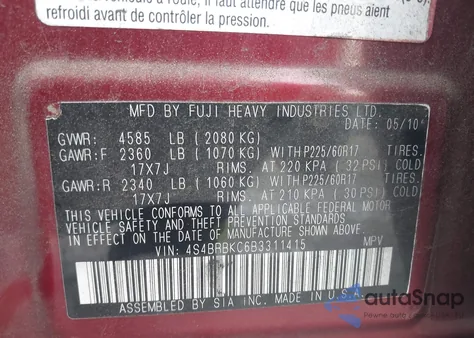 refroidi avant de contrôler la pression.
MFD BY FUJI HEAVY INDUSTRIES LTD.
DATE: 05/10
GVWR: 4585 LB (2080 KG)
GAWR:F 2360 LB (1070 KG) WITH P225/60R17 TIRES.
17X7J RIMS. AT 220 KPA (32 PSI) COLD
GAWR:R 2340 LB (1060 KG) WITH P225/60R17 TIRES.
17X7J RIMS. AT 210 KPA (30 PSI) COLD
THIS VEHICLE CONFORMS TO ALL APPLICABLE FEDERAL MOTOR
VEHICLE SAFETY AND THEFT PREVENTION STANDARDS
IN EFFECT ON THE DATE OF MANUFACTURE SHOWN ABOVE.
VIN: 4S4BRBKC6B3311415 MPV
ASSEMBLED BY SIA INC. MADE IN U.S.A.
autoSnap